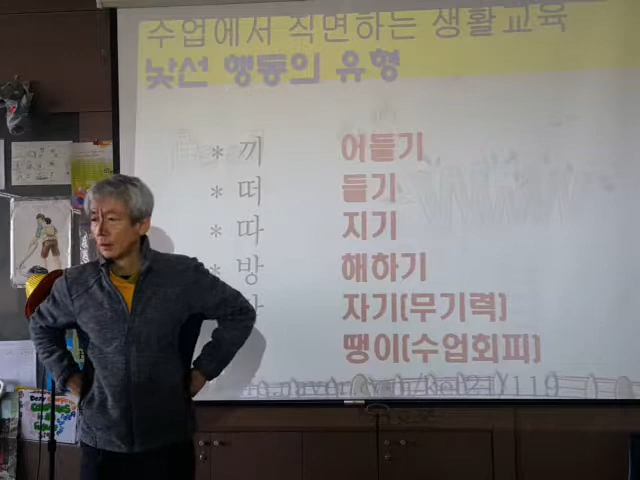 수업에서 직면하는 생활교육
낯선 행동의 유형
* 끼 어들기
* 떠 들기
* 따 지기
* 방 해하기
자기(무기력)
땡이(수업회피)